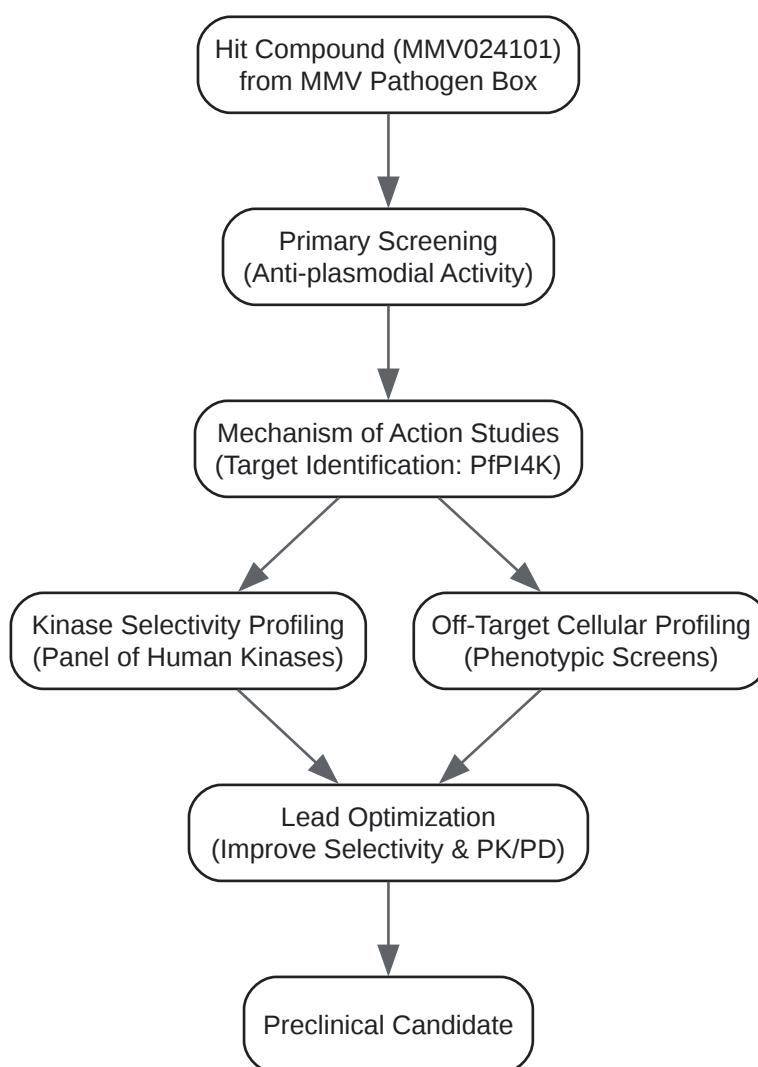 Hit Compound (MMV024101)
from MMV Pathogen Box
Primary Screening
(Anti-plasmodial Activity)
Mechanism of Action Studies
(Target Identification: PfPI4K)
Kinase Selectivity Profiling
(Panel of Human Kinases)
Off-Target Cellular Profiling
(Phenotypic Screens)
Lead Optimization
(Improve Selectivity & PK/PD)
Preclinical Candidate